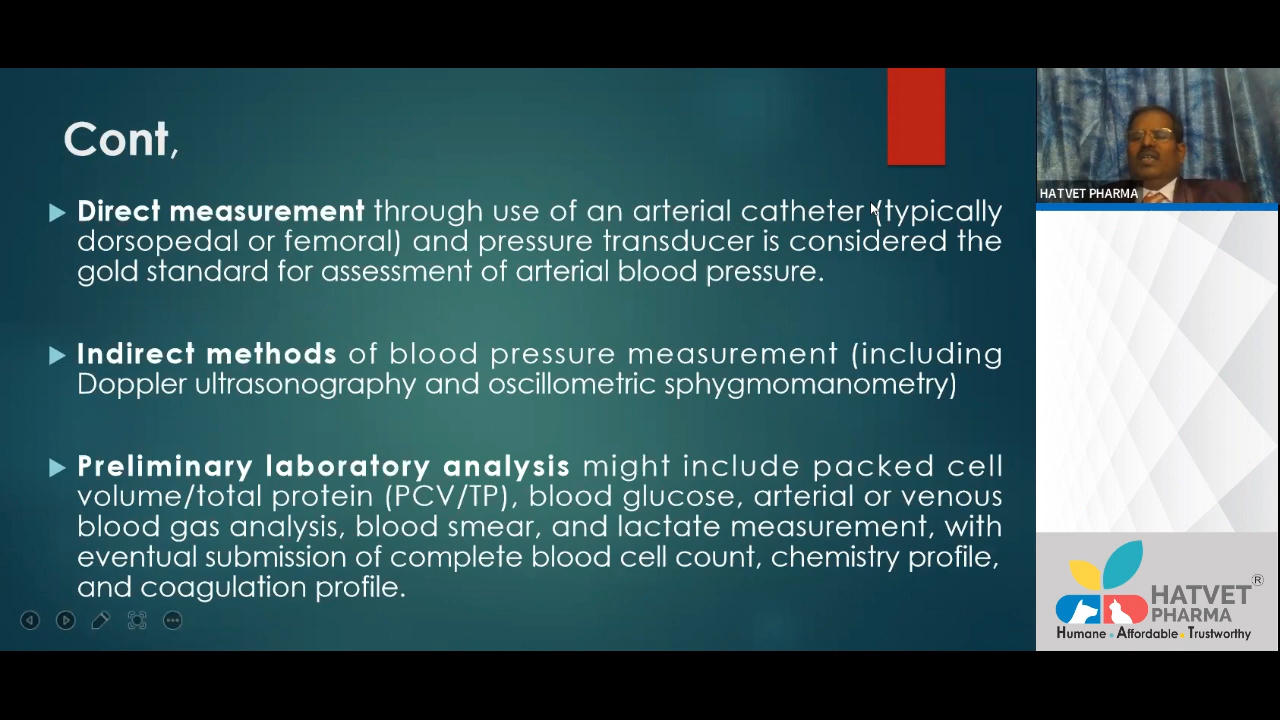 Cont,
Direct measurement through use of an arterial catheter (typically
dorsopedal or femoral) and pressure transducer is considered the
gold standard for assessment of arterial blood pressure.
Indirect methods of blood pressure measurement (including
Doppler ultrasonography and oscillometric sphygmomanometry)
Preliminary laboratory analysis might include packed cell
volume/total protein (PCV/TP), blood glucose, arterial or venous
blood gas analysis, blood smear, and lactate measurement, with
eventual submission of complete blood cell count, chemistry profile,
and coagulation profile.
HATVET PHARMA
HATVET®
PHARMA
Humane • Affordable • Trustworthy